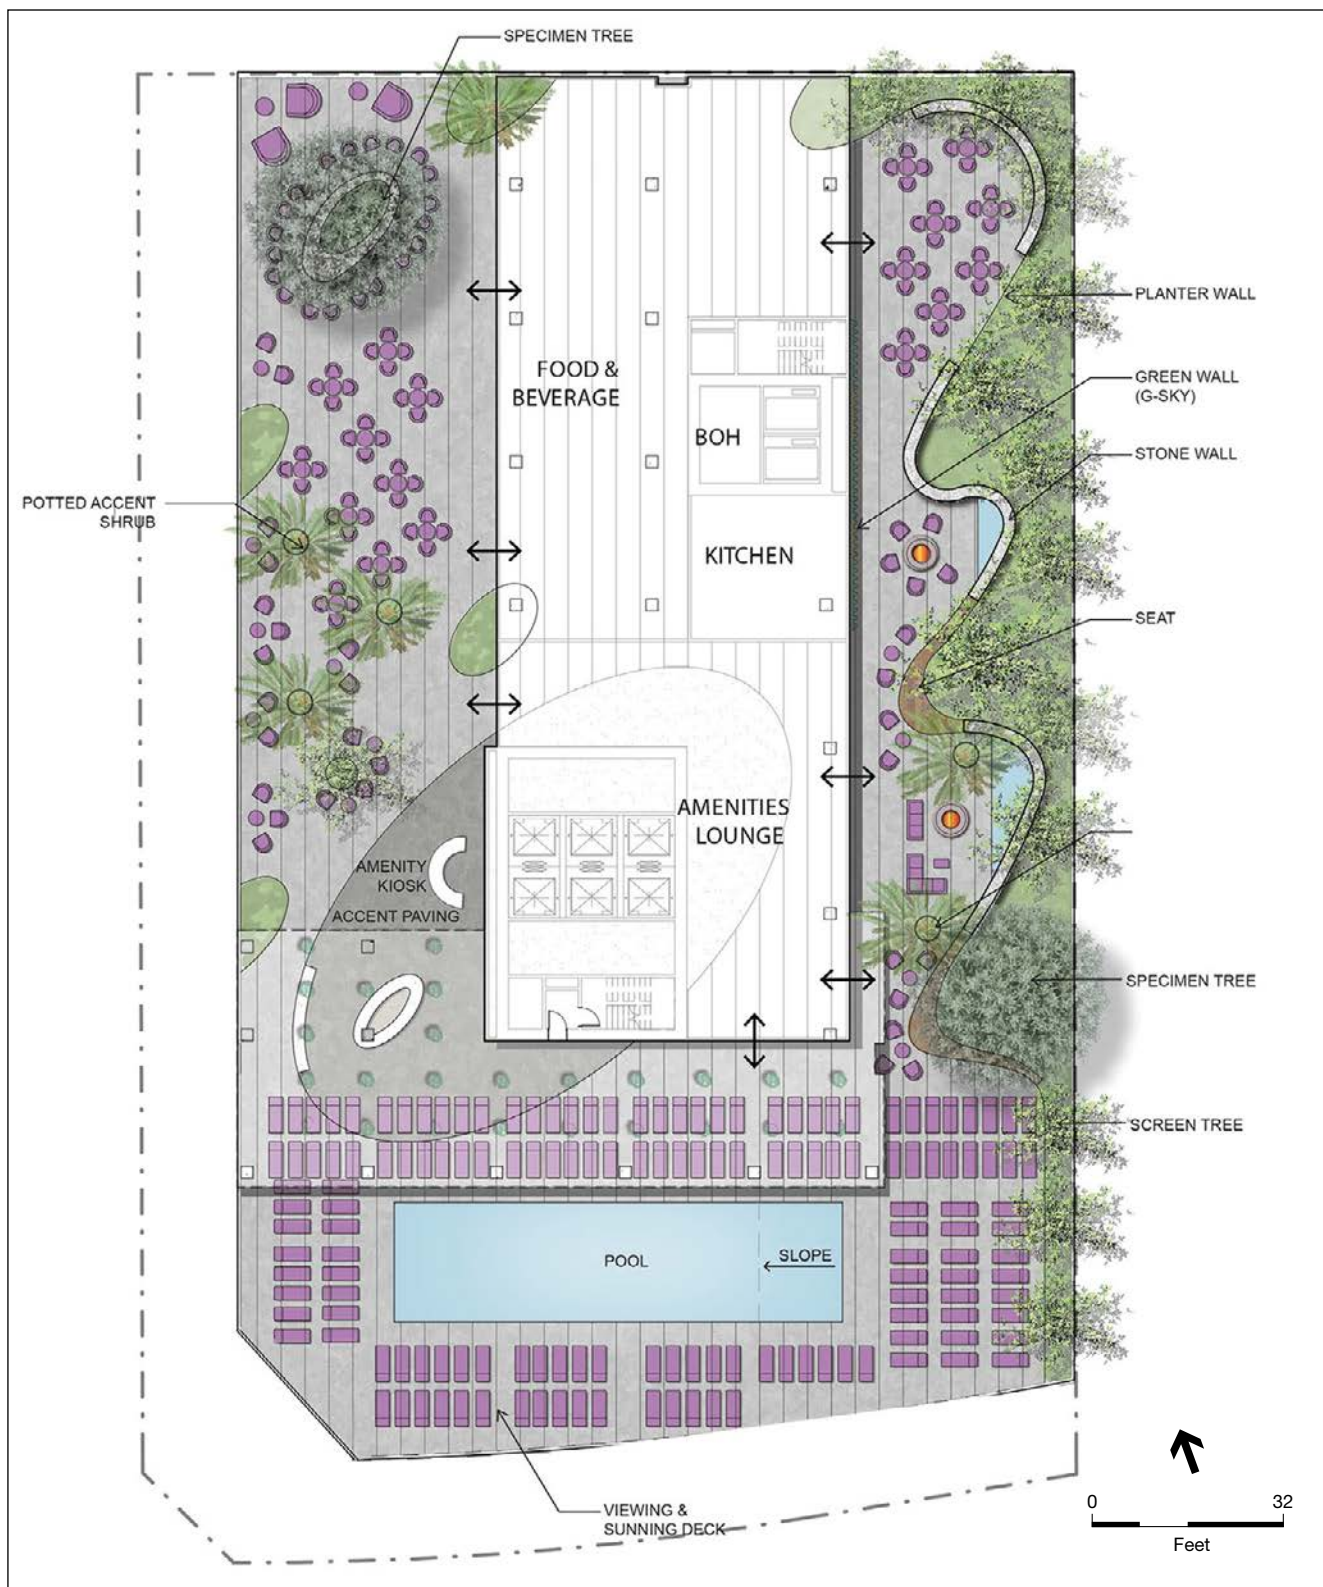 SPECIMEN TREE
PLANTER WALL
FOOD &
BEVERAGE
GREEN WALL
(G-SKY)
BOH
STONE WALL
POTTED ACCENT
SHRUB
KITCHEN
SEAT
AMENITIES
LOUNGE
AMENITY
KIOSK
ACCENT PAVING
SPECIMEN TREE
SCREEN TREE
POOL
SLOPE
VIEWING &
SUNNING DECK
0 32
Feet